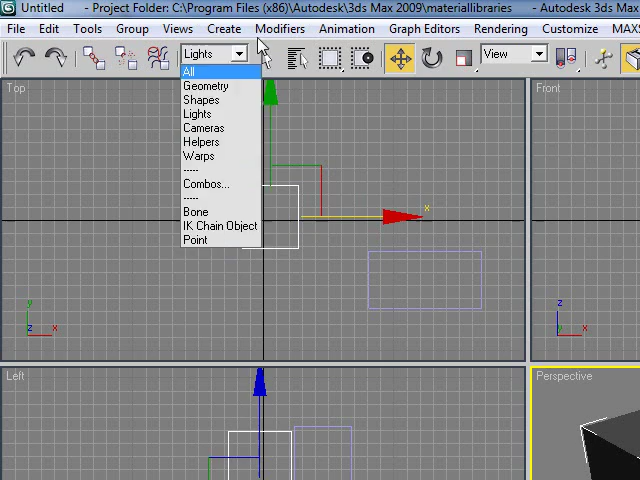 Untitled - Project Folder: C:\Program Files (x86)\Autodesk\3ds Max 2009\materiallibraries - Autodesk 3ds Max
File Edit Tools Group Views Create Modifiers Animation Graph Editors Rendering Customize MAXS
Lights
View
All
Geometry
Shapes
Lights
Cameras
Helpers
Warps
-----
Combos...
-----
Bone
IK Chain Object
Point
Top
Front
x
y
z
x
z
y
x
Left
Perspective